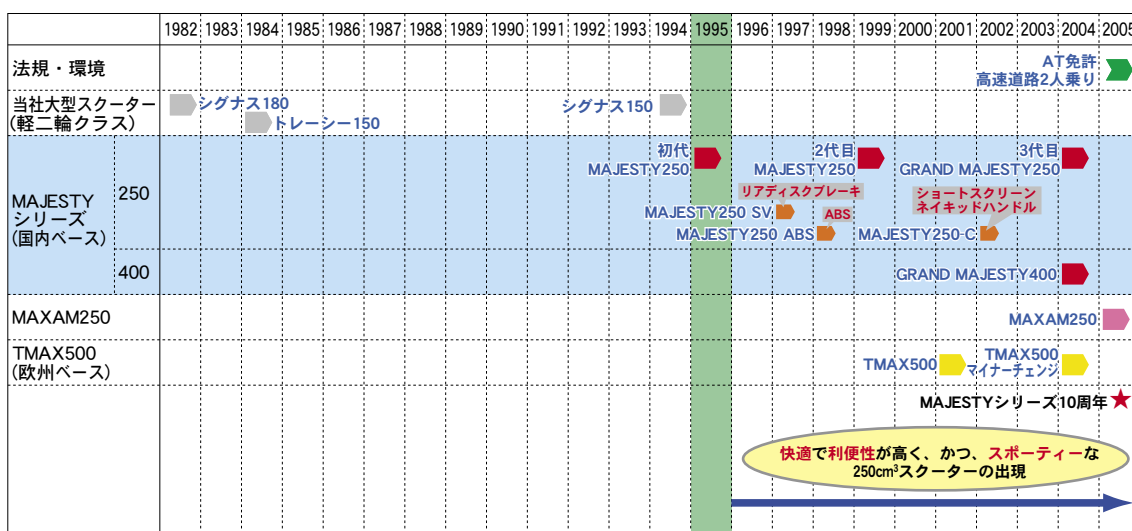 1982 1983 1984 1985 1986 1987 1988 1989 1990 1991 1992 1993 1994 1995 1996 1997 1998 1999 2000 2001 2002 2003 2004 2005
法規・環境
AT免許
高速道路2人乗り
当社大型スクーター
(軽二輪クラス)
シグナス180
トレーシー150
シグナス150
MAJESTY
シリーズ
(国内ベース)
250
初代
MAJESTY250
2代目
MAJESTY250
3代目
GRAND MAJESTY250
リアディスクブレーキ
MAJESTY250 SV
ABS
MAJESTY250 ABS
ショートスクリーン
ネイキッドハンドル
MAJESTY250-C
400
GRAND MAJESTY400
MAXAM250
MAXAM250
TMAX500
(欧州ベース)
TMAX500
TMAX500
マイナーチェンジ
MAJESTYシリーズ10周年
快適で利便性が高く、かつ、スポーティーな
250cm³スクーターの出現